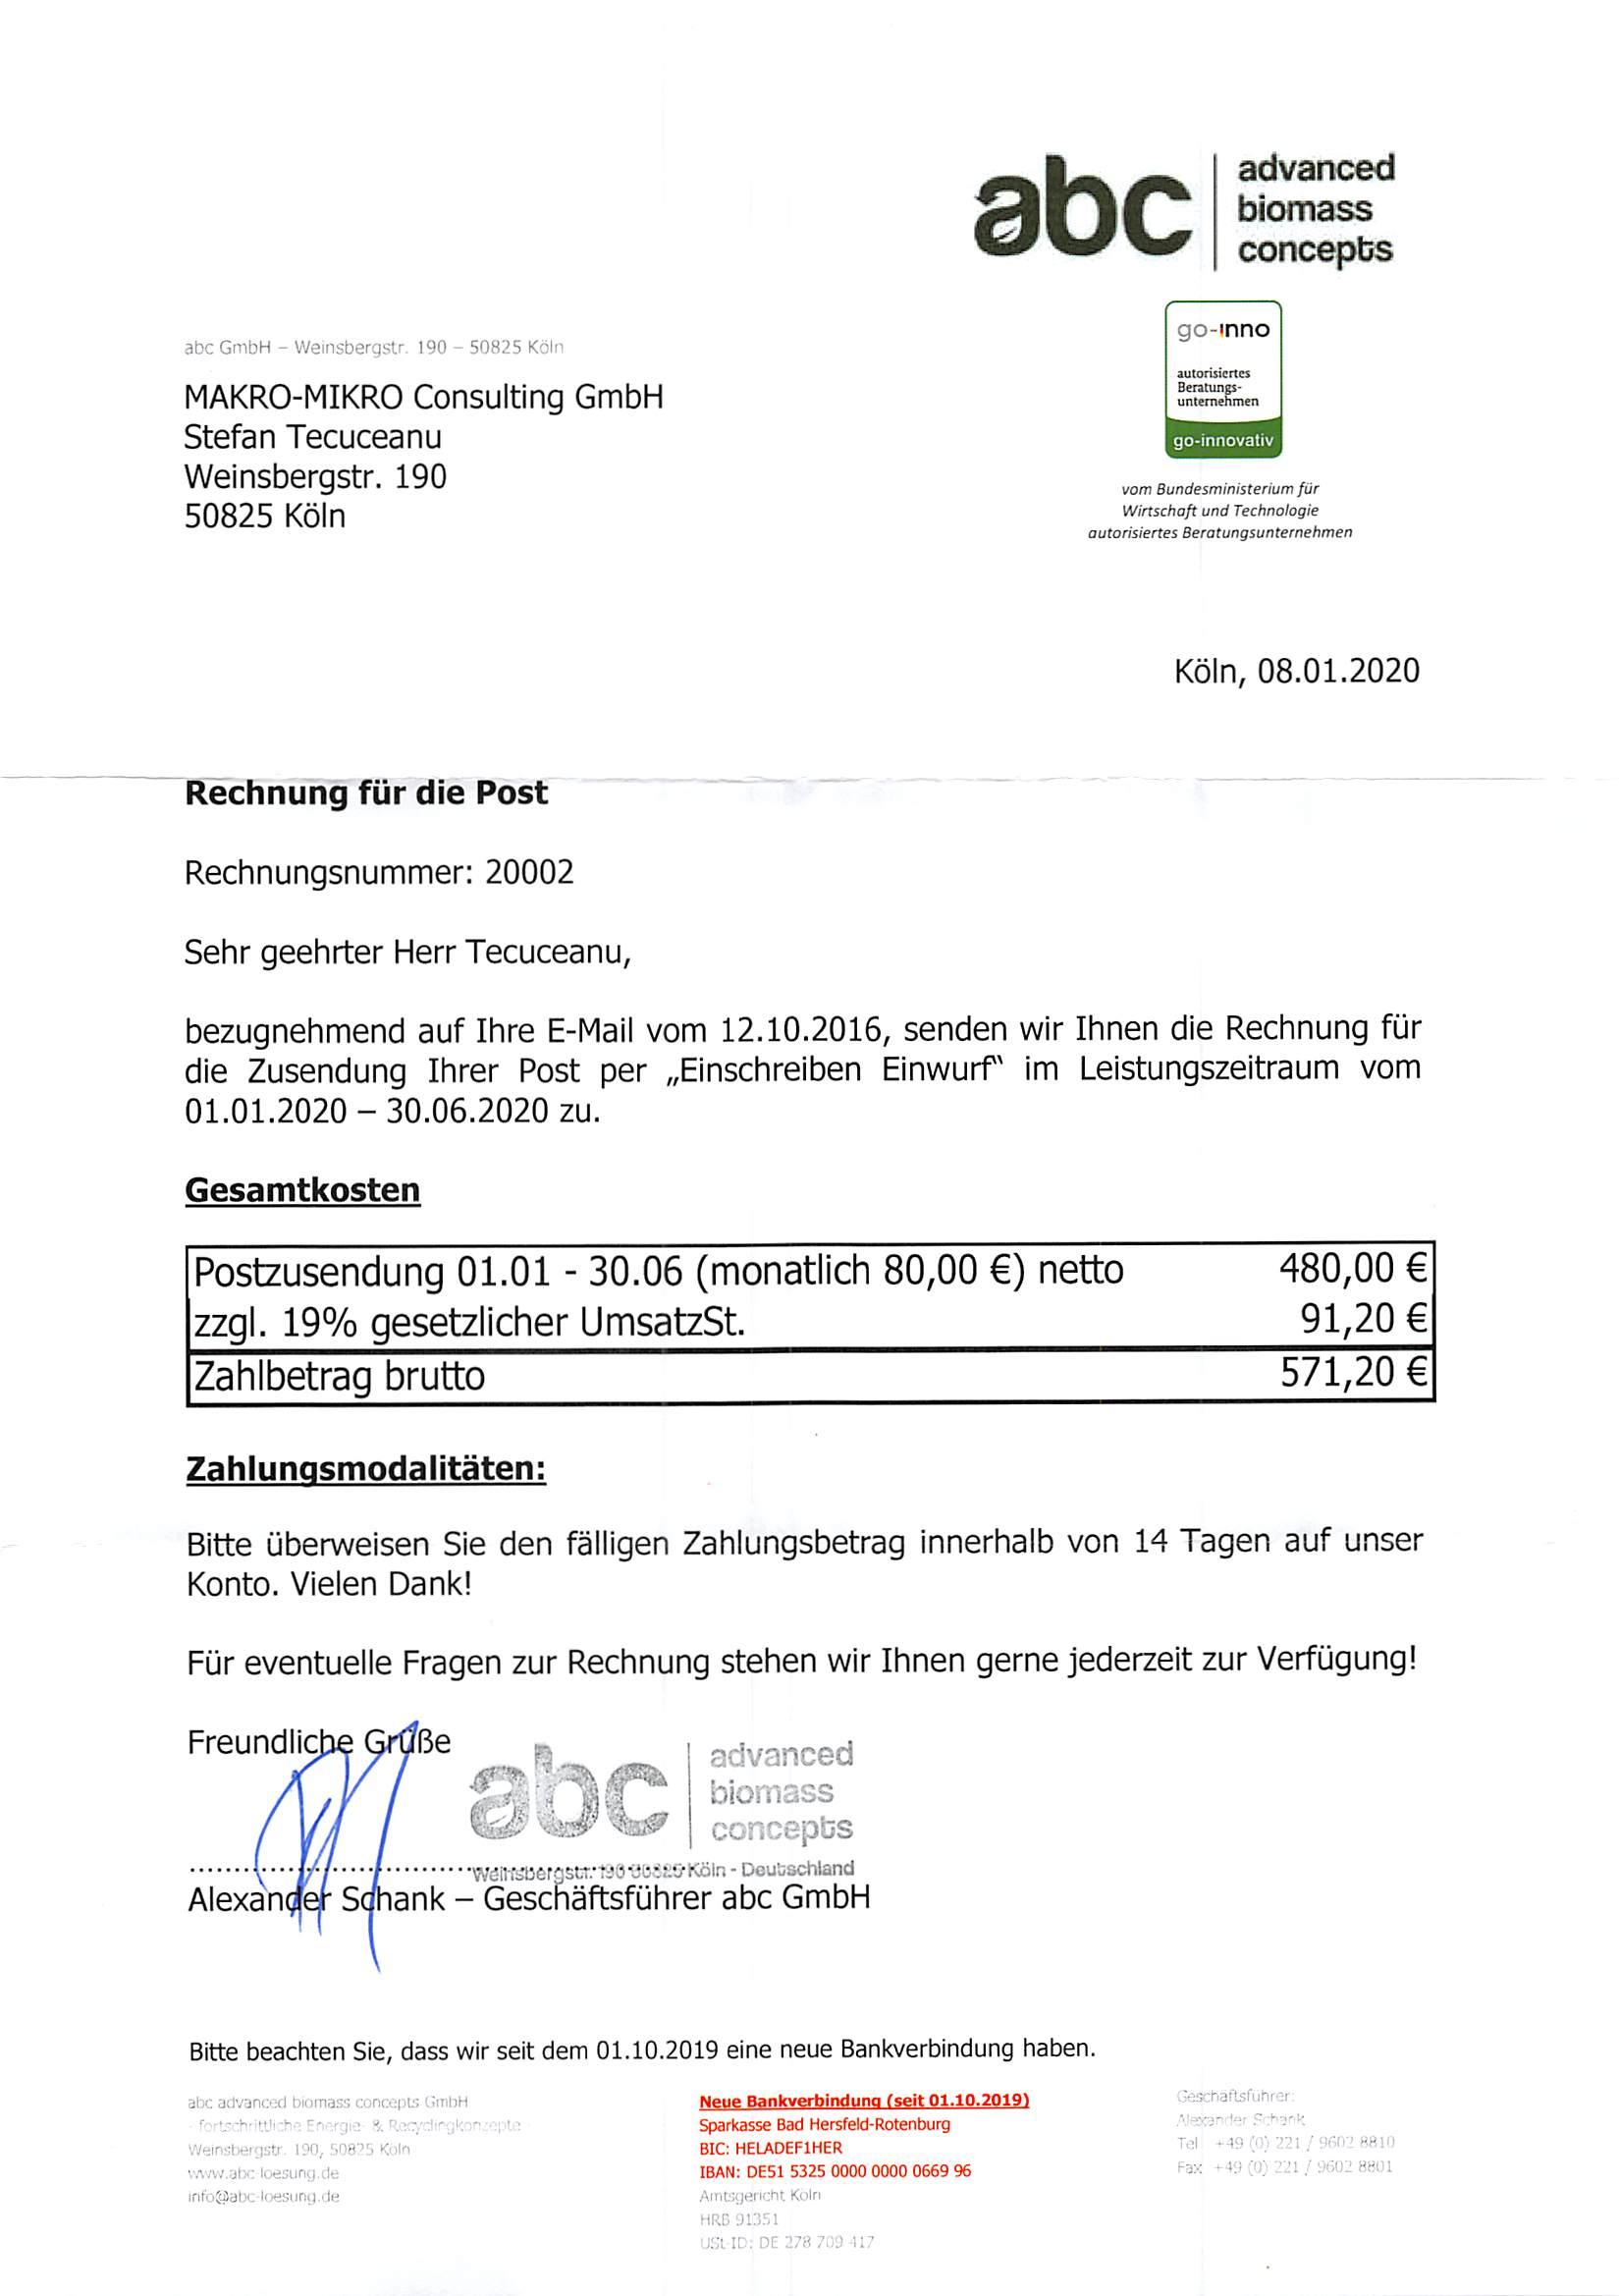 abc
advanced
biomass
concepts
go-inno
autorisiertes
Beratungs-
unternehmen
go-innovativ
vom Bundesministerium für
Wirtschaft und Technologie
autorisiertes Beratungsunternehmen
abc GmbH – Weinsbergstr. 190 – 50825 Köln
MAKRO-MIKRO Consulting GmbH
Stefan Tecuceanu
Weinsbergstr. 190
50825 Köln
Köln, 08.01.2020
Rechnung für die Post
Rechnungsnummer: 20002
Sehr geehrter Herr Tecuceanu,
bezugnehmend auf Ihre E-Mail vom 12.10.2016, senden wir Ihnen die Rechnung für
die Zusendung Ihrer Post per „Einschreiben Einwurf“ im Leistungszeitraum vom
01.01.2020 – 30.06.2020 zu.
Gesamtkosten
Postzusendung 01.01 - 30.06 (monatlich 80,00 €) netto 480,00 €
zzgl. 19% gesetzlicher UmsatzSt. 91,20 €
Zahlbetrag brutto 571,20 €
Zahlungsmodalitäten:
Bitte überweisen Sie den fälligen Zahlungsbetrag innerhalb von 14 Tagen auf unser
Konto. Vielen Dank!
Für eventuelle Fragen zur Rechnung stehen wir Ihnen gerne jederzeit zur Verfügung!
Freundliche Grüße
abc
advanced
biomass
concepts
Weinsbergstr. 190 50825 Köln - Deutschland
Alexander Schank – Geschäftsführer abc GmbH
Bitte beachten Sie, dass wir seit dem 01.10.2019 eine neue Bankverbindung haben.
abc advanced biomass concepts GmbH
- fortschrittliche Energie- & Recyclingkonzepte
Weinsbergstr. 190, 50825 Köln
www.abc-loesung.de
info@abc-loesung.de
Neue Bankverbindung (seit 01.10.2019)
Sparkasse Bad Hersfeld-Rotenburg
BIC: HELADEF1HER
IBAN: DE51 5325 0000 0000 0669 96
Amtsgericht Köln
HRB 91351
USt-ID: DE 278 709 417
Geschäftsführer:
Alexander Schank
Tel +49 (0) 221 / 9602 8810
Fax +49 (0) 221 / 9602 8801